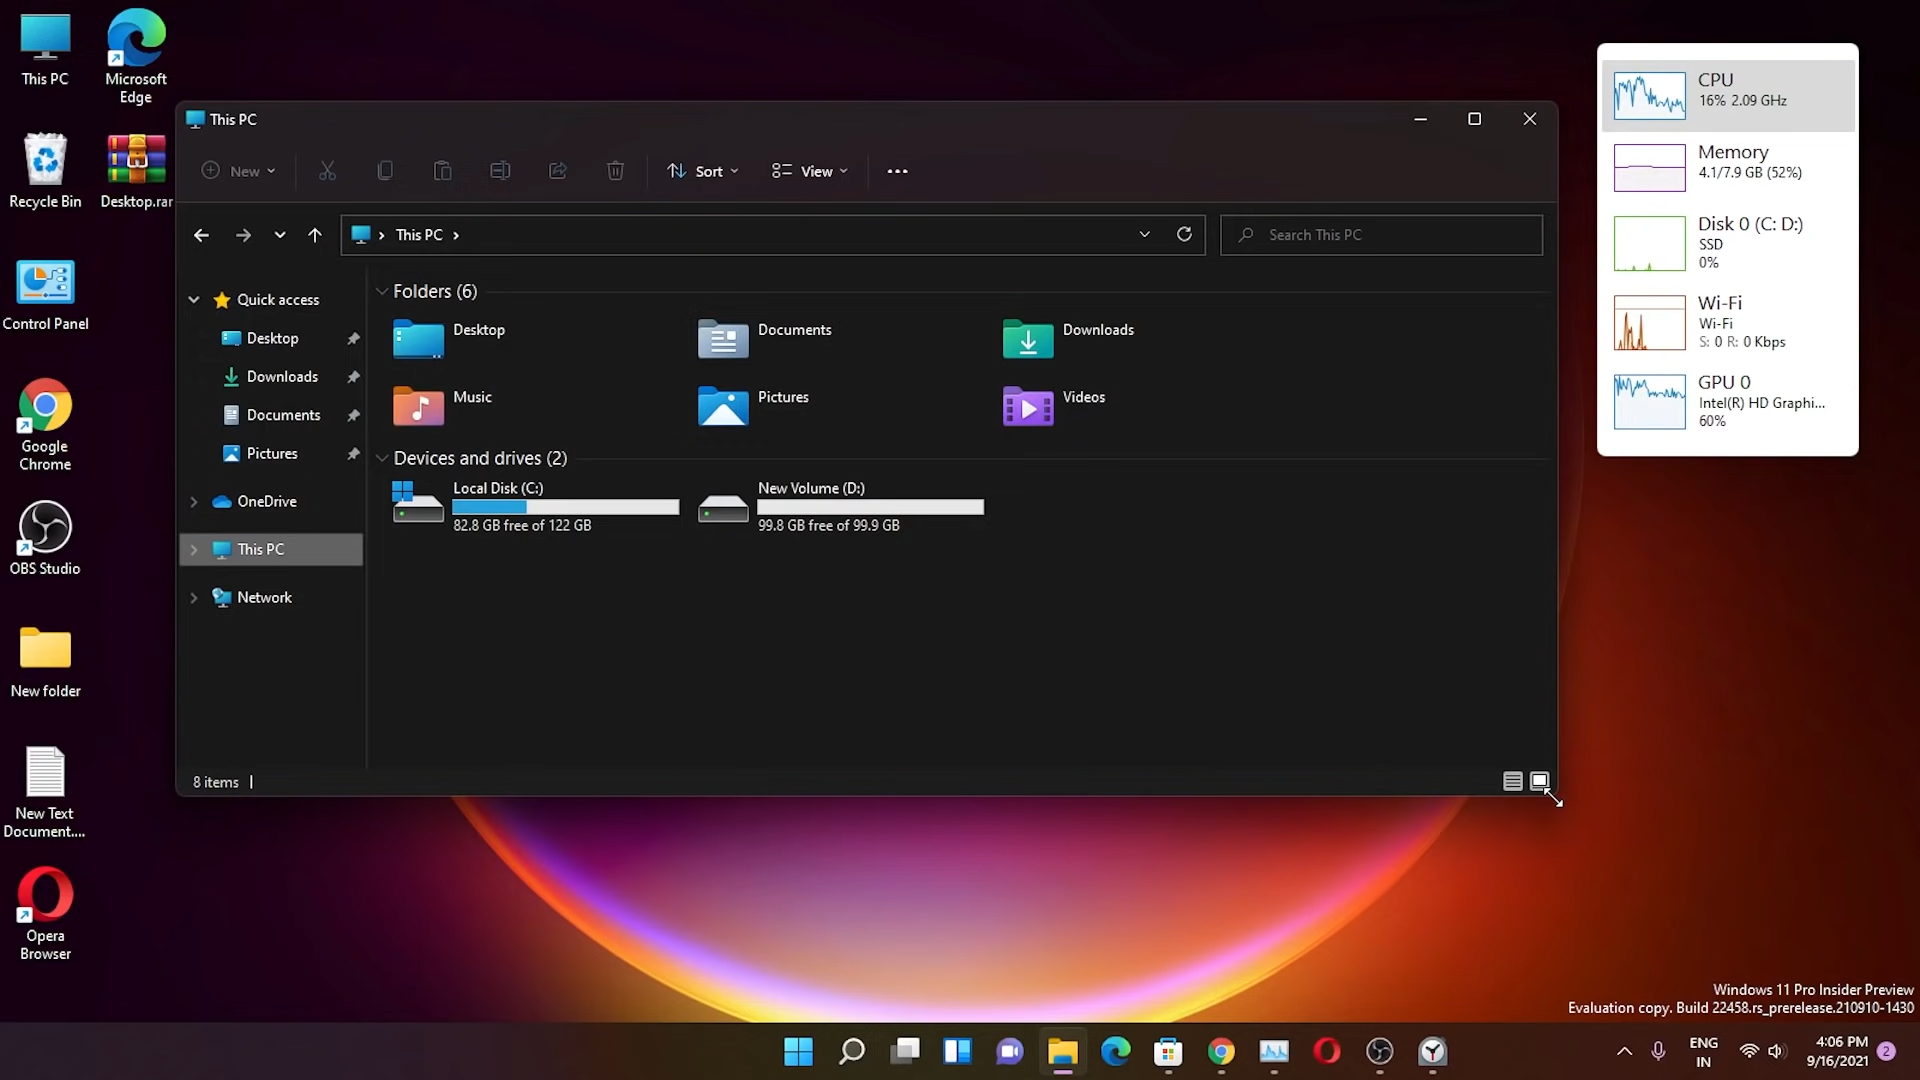 This PC
Microsoft
Edge
Recycle Bin
Desktop.rar
Control Panel
Google
Chrome
OBS Studio
New folder
New Text
Document....
Opera
Browser
This PC
New
Sort
View
This PC
Search This PC
Quick access
Desktop
Downloads
Documents
Pictures
OneDrive
This PC
Network
Folders (6)
Desktop
Documents
Downloads
Music
Pictures
Videos
Devices and drives (2)
Local Disk (C:)
82.8 GB free of 122 GB
New Volume (D:)
99.8 GB free of 99.9 GB
8 items
CPU
16% 2.09 GHz
Memory
4.1/7.9 GB (52%)
Disk 0 (C: D:)
SSD
0%
Wi-Fi
Wi-Fi
S: 0 R: 0 Kbps
GPU 0
Intel(R) HD Graphi...
60%
Windows 11 Pro Insider Preview
Evaluation copy. Build 22458.rs_prerelease.210910-1430
ENG
IN
4:06 PM
9/16/2021
2